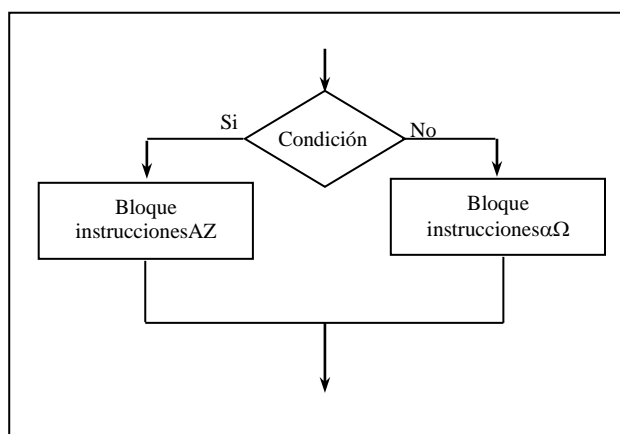 Si
Condición
No
Bloque
instruccionesAZ
Bloque
instruccionesαΩ